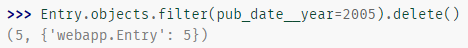 >>> Entry.objects.filter(pub_date__year=2005).delete()
(5, {'webapp.Entry': 5})